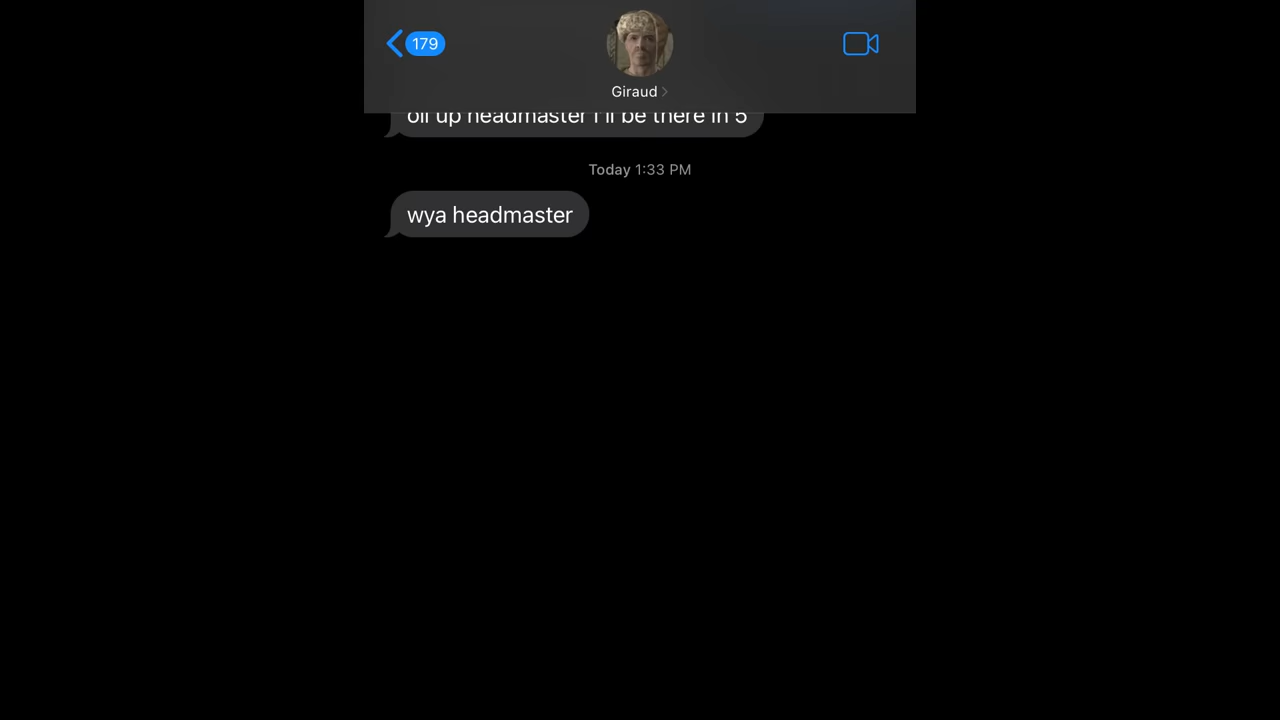 179
Giraud
oil up headmaster I'll be there in 5
Today 1:33 PM
wya headmaster